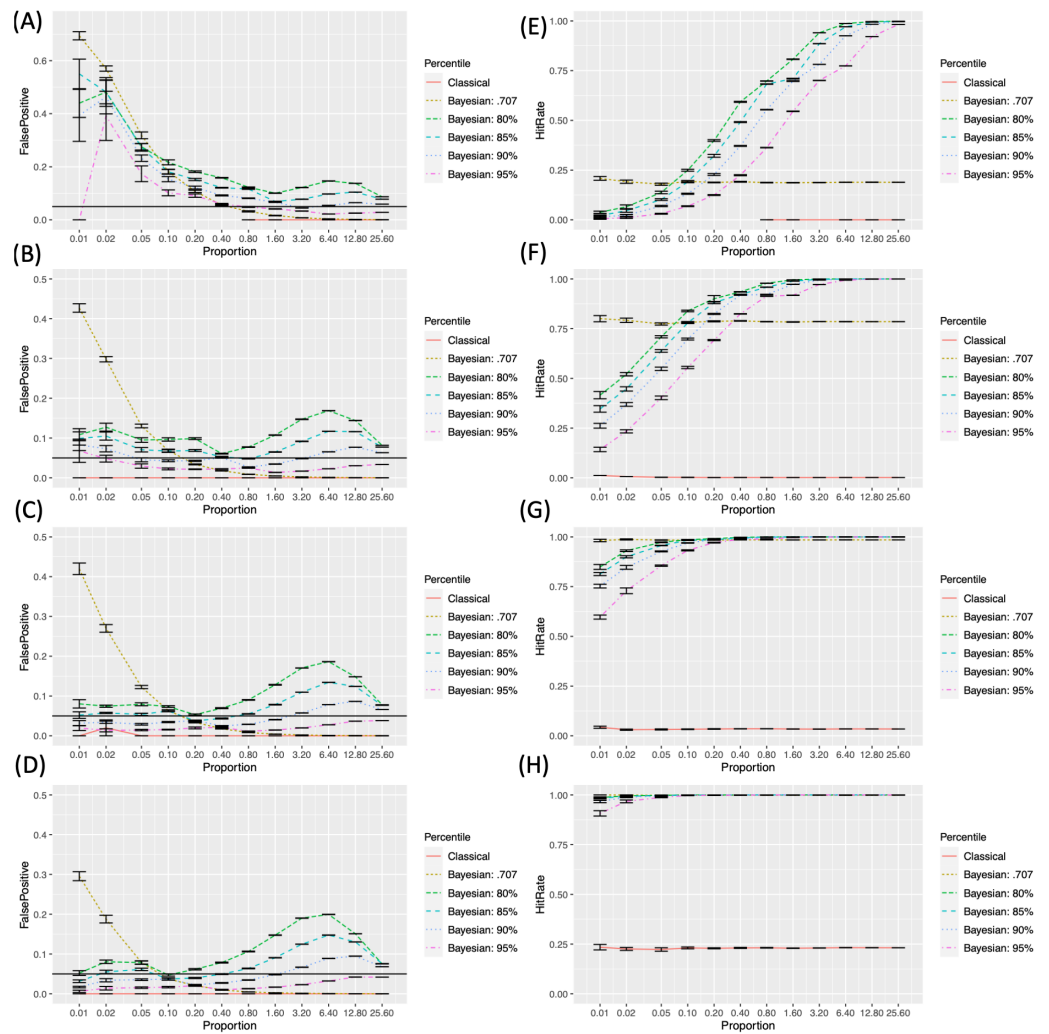 (A)
FalsePositive
0.6
0.4
0.2
0.0
0.01 0.02 0.05 0.10 0.20 0.40 0.80 1.60 3.20 6.40 12.80 25.60
Proportion
Percentile
Classical
Bayesian: .707
Bayesian: 80%
Bayesian: 85%
Bayesian: 90%
Bayesian: 95%
(E)
HitRate
1.00
0.75
0.50
0.25
0.00
0.01 0.02 0.05 0.10 0.20 0.40 0.80 1.60 3.20 6.40 12.80 25.60
Proportion
Percentile
Classical
Bayesian: .707
Bayesian: 80%
Bayesian: 85%
Bayesian: 90%
Bayesian: 95%
(B)
FalsePositive
0.5
0.4
0.3
0.2
0.1
0.0
0.01 0.02 0.05 0.10 0.20 0.40 0.80 1.60 3.20 6.40 12.80 25.60
Proportion
Percentile
Classical
Bayesian: .707
Bayesian: 80%
Bayesian: 85%
Bayesian: 90%
Bayesian: 95%
(F)
HitRate
1.00
0.75
0.50
0.25
0.00
0.01 0.02 0.05 0.10 0.20 0.40 0.80 1.60 3.20 6.40 12.80 25.60
Proportion
Percentile
Classical
Bayesian: .707
Bayesian: 80%
Bayesian: 85%
Bayesian: 90%
Bayesian: 95%
(C)
FalsePositive
0.5
0.4
0.3
0.2
0.1
0.0
0.01 0.02 0.05 0.10 0.20 0.40 0.80 1.60 3.20 6.40 12.80 25.60
Proportion
Percentile
Classical
Bayesian: .707
Bayesian: 80%
Bayesian: 85%
Bayesian: 90%
Bayesian: 95%
(G)
HitRate
1.00
0.75
0.50
0.25
0.00
0.01 0.02 0.05 0.10 0.20 0.40 0.80 1.60 3.20 6.40 12.80 25.60
Proportion
Percentile
Classical
Bayesian: .707
Bayesian: 80%
Bayesian: 85%
Bayesian: 90%
Bayesian: 95%
(D)
FalsePositive
0.5
0.4
0.3
0.2
0.1
0.0
0.01 0.02 0.05 0.10 0.20 0.40 0.80 1.60 3.20 6.40 12.80 25.60
Proportion
Percentile
Classical
Bayesian: .707
Bayesian: 80%
Bayesian: 85%
Bayesian: 90%
Bayesian: 95%
(H)
HitRate
1.00
0.75
0.50
0.25
0.00
0.01 0.02 0.05 0.10 0.20 0.40 0.80 1.60 3.20 6.40 12.80 25.60
Proportion
Percentile
Classical
Bayesian: .707
Bayesian: 80%
Bayesian: 85%
Bayesian: 90%
Bayesian: 95%